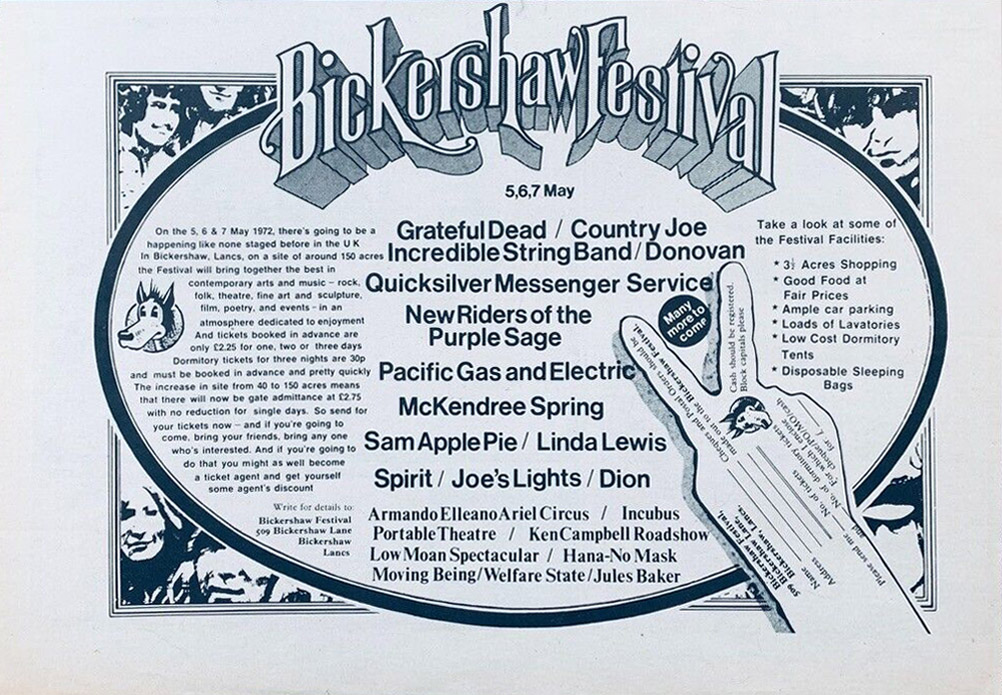 Bickershaw Festival
5,6,7 May
On the 5, 6 & 7 May 1972, there's going to be a
happening like none staged before in the U K
In Bickershaw, Lancs, on a site of around 150 acres
the Festival will bring together the best in
contemporary arts and music – rock,
folk, theatre, fine art and sculpture,
film, poetry, and events – in an
atmosphere dedicated to enjoyment
And tickets booked in advance are
only £2.25 for one, two or three days
Dormitory tickets for three nights are 30p
and must be booked in advance and pretty quickly
The increase in site from 40 to 150 acres means
that there will now be gate admittance at £2.75
with no reduction for single days. So send for
your tickets now – and if you're going to
come, bring your friends, bring any one
who's interested. And if you're going to
do that you might as well become
a ticket agent and get yourself
some agent's discount
Write for details to:
Bickershaw Festival
509 Bickershaw Lane
Bickershaw
Lancs
Grateful Dead / Country Joe
Incredible String Band / Donovan
Quicksilver Messenger Service
New Riders of the
Purple Sage
Pacific Gas and Electric
McKendree Spring
Sam Apple Pie / Linda Lewis
Spirit / Joe's Lights / Dion
Armando Elleano Ariel Circus / Incubus
Portable Theatre / Ken Campbell Roadshow
Low Moan Spectacular / Hana-No Mask
Moving Being/Welfare State/Jules Baker
Many
more to
come
Take a look at some of
the Festival Facilities:
* 3½ Acres Shopping
* Good Food at
Fair Prices
* Ample car parking
* Loads of Lavatories
* Low Cost Dormitory
Tents
* Disposable Sleeping
Bags
Cash should be registered.
Block capitals please
Cheques and Postal Orders should be
made out to the Bickershaw Festival.
Bickershaw Festival,
509 Bickershaw Lane,
Bickershaw, Lancs.
Please send me
No. of tickets
No. of dormitory tickets
For which I enclose
cheque/PO/MO/cash
for £
Name
Address